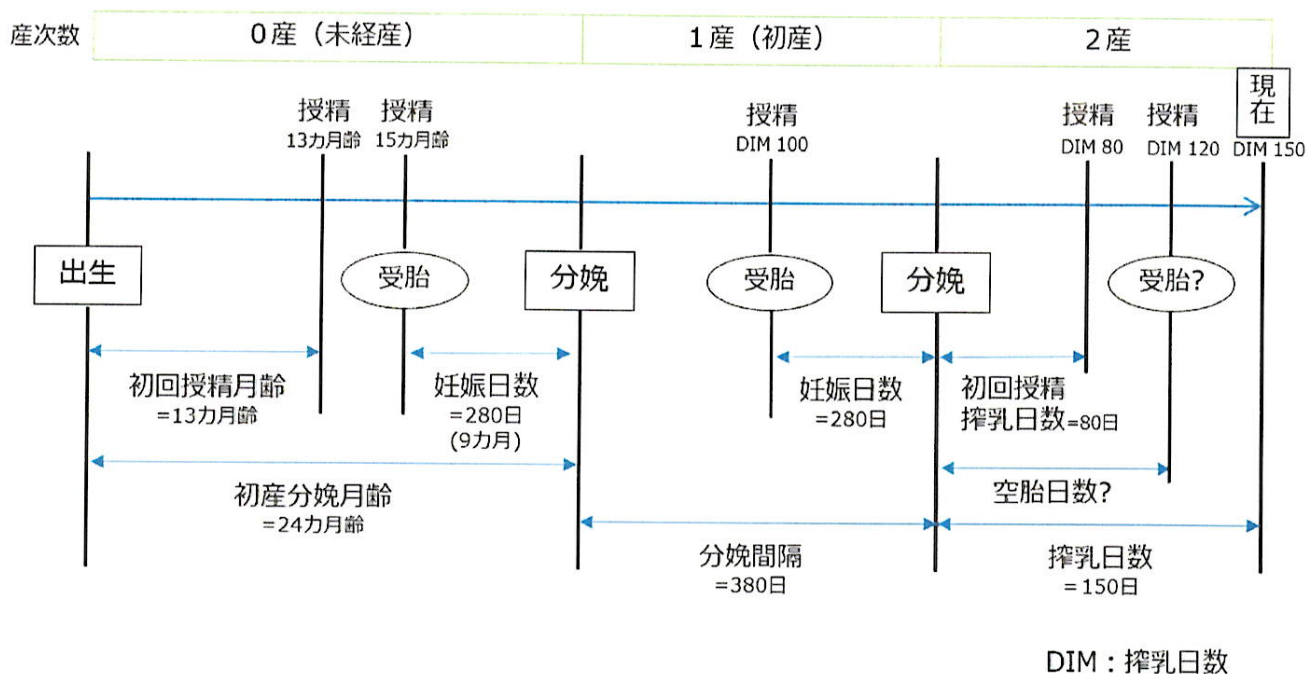 産次数
0産（未経産）
1産（初産）
2産
現在
授精
13カ月齢
授精
15カ月齢
授精
DIM 100
授精
DIM 80
授精
DIM 120
DIM 150
出生
受胎
分娩
受胎
分娩
受胎?
初回授精月齢
=13カ月齢
妊娠日数
=280日
(9カ月)
妊娠日数
=280日
初回授精
搾乳日数=80日
初産分娩月齢
=24カ月齢
空胎日数?
分娩間隔
=380日
搾乳日数
=150日
DIM：搾乳日数